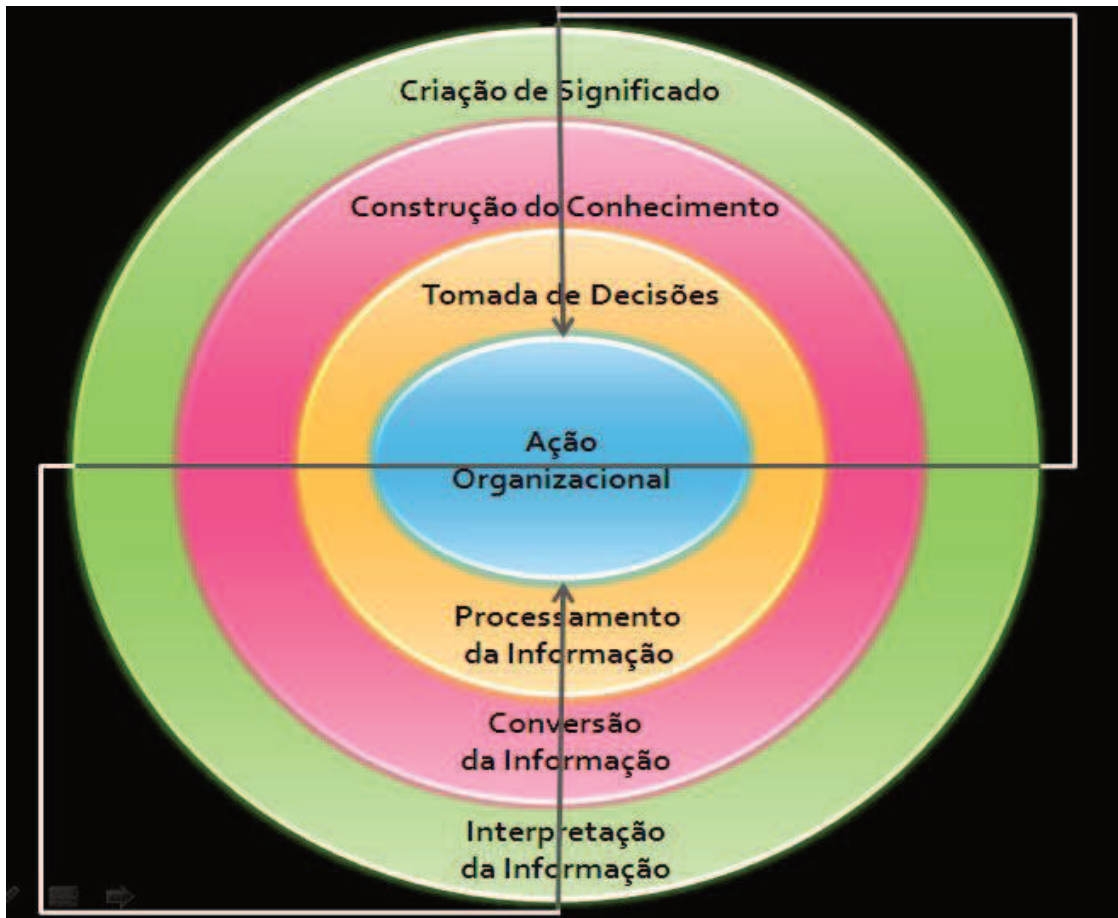 Criação de Significado
Construção do Conhecimento
Tomada de Decisões
Ação
Organizacional
Processamento
da Informação
Conversão
da Informação
Interpretação
da Informação